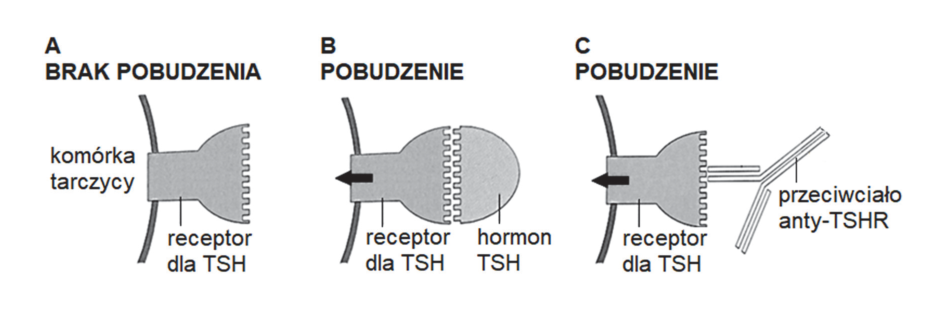 A
BRAK POBUDZENIA
komórka
tarczycy
receptor
dla TSH
B
POBUDZENIE
receptor
dla TSH
hormon
TSH
C
POBUDZENIE
receptor
dla TSH
przeciwciało
anty-TSHR